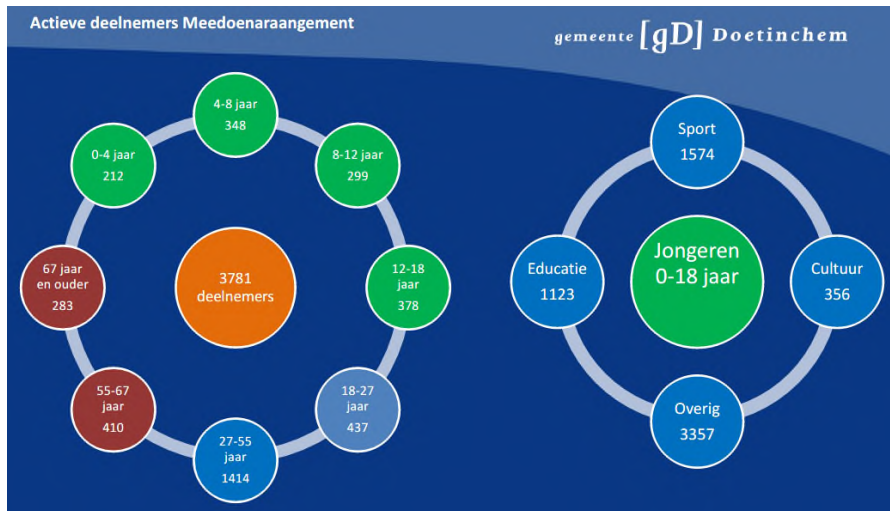 Actieve deelnemers Meedoenaraangement
gemeente [gD] Doetinchem
4-8 jaar
348
0-4 jaar
212
8-12 jaar
299
67 jaar
en ouder
283
3781
deelnemers
12-18
jaar
378
55-67
jaar
410
18-27
jaar
437
27-55
jaar
1414
Sport
1574
Educatie
1123
Jongeren
0-18 jaar
Cultuur
356
Overig
3357